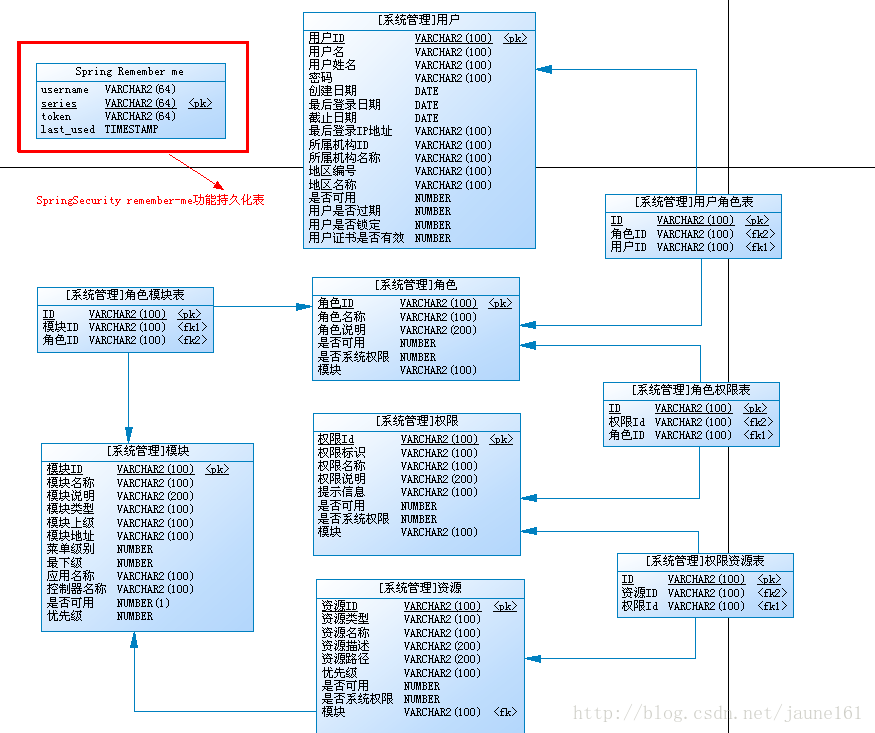 Spring Remember me
username VARCHAR2(64)
series VARCHAR2(64) <pk>
token VARCHAR2(64)
last_used TIMESTAMP
SpringSecurity remember-me功能持久化表
[系统管理]用户
用户ID VARCHAR2(100) <pk>
用户名 VARCHAR2(100)
用户姓名 VARCHAR2(100)
密码 VARCHAR2(100)
创建日期 DATE
最后登录日期 DATE
截止日期 DATE
最后登录IP地址 VARCHAR2(100)
所属机构ID VARCHAR2(100)
所属机构名称 VARCHAR2(100)
地区编号 VARCHAR2(100)
地区名称 VARCHAR2(100)
是否可用 NUMBER
用户是否过期 NUMBER
用户是否锁定 NUMBER
用户证书是否有效 NUMBER
[系统管理]用户角色表
ID VARCHAR2(100) <pk>
角色ID VARCHAR2(100) <fk2>
用户ID VARCHAR2(100) <fk1>
[系统管理]角色模块表
ID VARCHAR2(100) <pk>
模块ID VARCHAR2(100) <fk1>
角色ID VARCHAR2(100) <fk2>
[系统管理]角色
角色ID VARCHAR2(100) <pk>
角色名称 VARCHAR2(100)
角色说明 VARCHAR2(200)
是否可用 NUMBER
是否系统权限 NUMBER
模块 VARCHAR2(100)
[系统管理]角色权限表
ID VARCHAR2(100) <pk>
权限Id VARCHAR2(100) <fk2>
角色ID VARCHAR2(100) <fk1>
[系统管理]模块
模块ID VARCHAR2(100) <pk>
模块名称 VARCHAR2(100)
模块说明 VARCHAR2(200)
模块类型 VARCHAR2(100)
模块上级 VARCHAR2(100)
模块地址 VARCHAR2(100)
菜单级别 NUMBER
最下级 NUMBER
应用名称 VARCHAR2(100)
控制器名称 VARCHAR2(100)
是否可用 NUMBER(1)
优先级 NUMBER
[系统管理]权限
权限Id VARCHAR2(100) <pk>
权限标识 VARCHAR2(100)
权限名称 VARCHAR2(100)
权限说明 VARCHAR2(200)
提示信息 VARCHAR2(100)
是否可用 NUMBER
是否系统权限 NUMBER
模块 VARCHAR2(100)
[系统管理]权限资源表
ID VARCHAR2(100) <pk>
资源ID VARCHAR2(100) <fk2>
权限Id VARCHAR2(100) <fk1>
[系统管理]资源
资源ID VARCHAR2(100) <pk>
资源类型 VARCHAR2(100)
资源名称 VARCHAR2(100)
资源描述 VARCHAR2(200)
资源路径 VARCHAR2(200)
优先级 VARCHAR2(100)
是否可用 NUMBER
是否系统权限 NUMBER
模块 VARCHAR2(100) <fk>
http://blog.csdn.net/jaune161